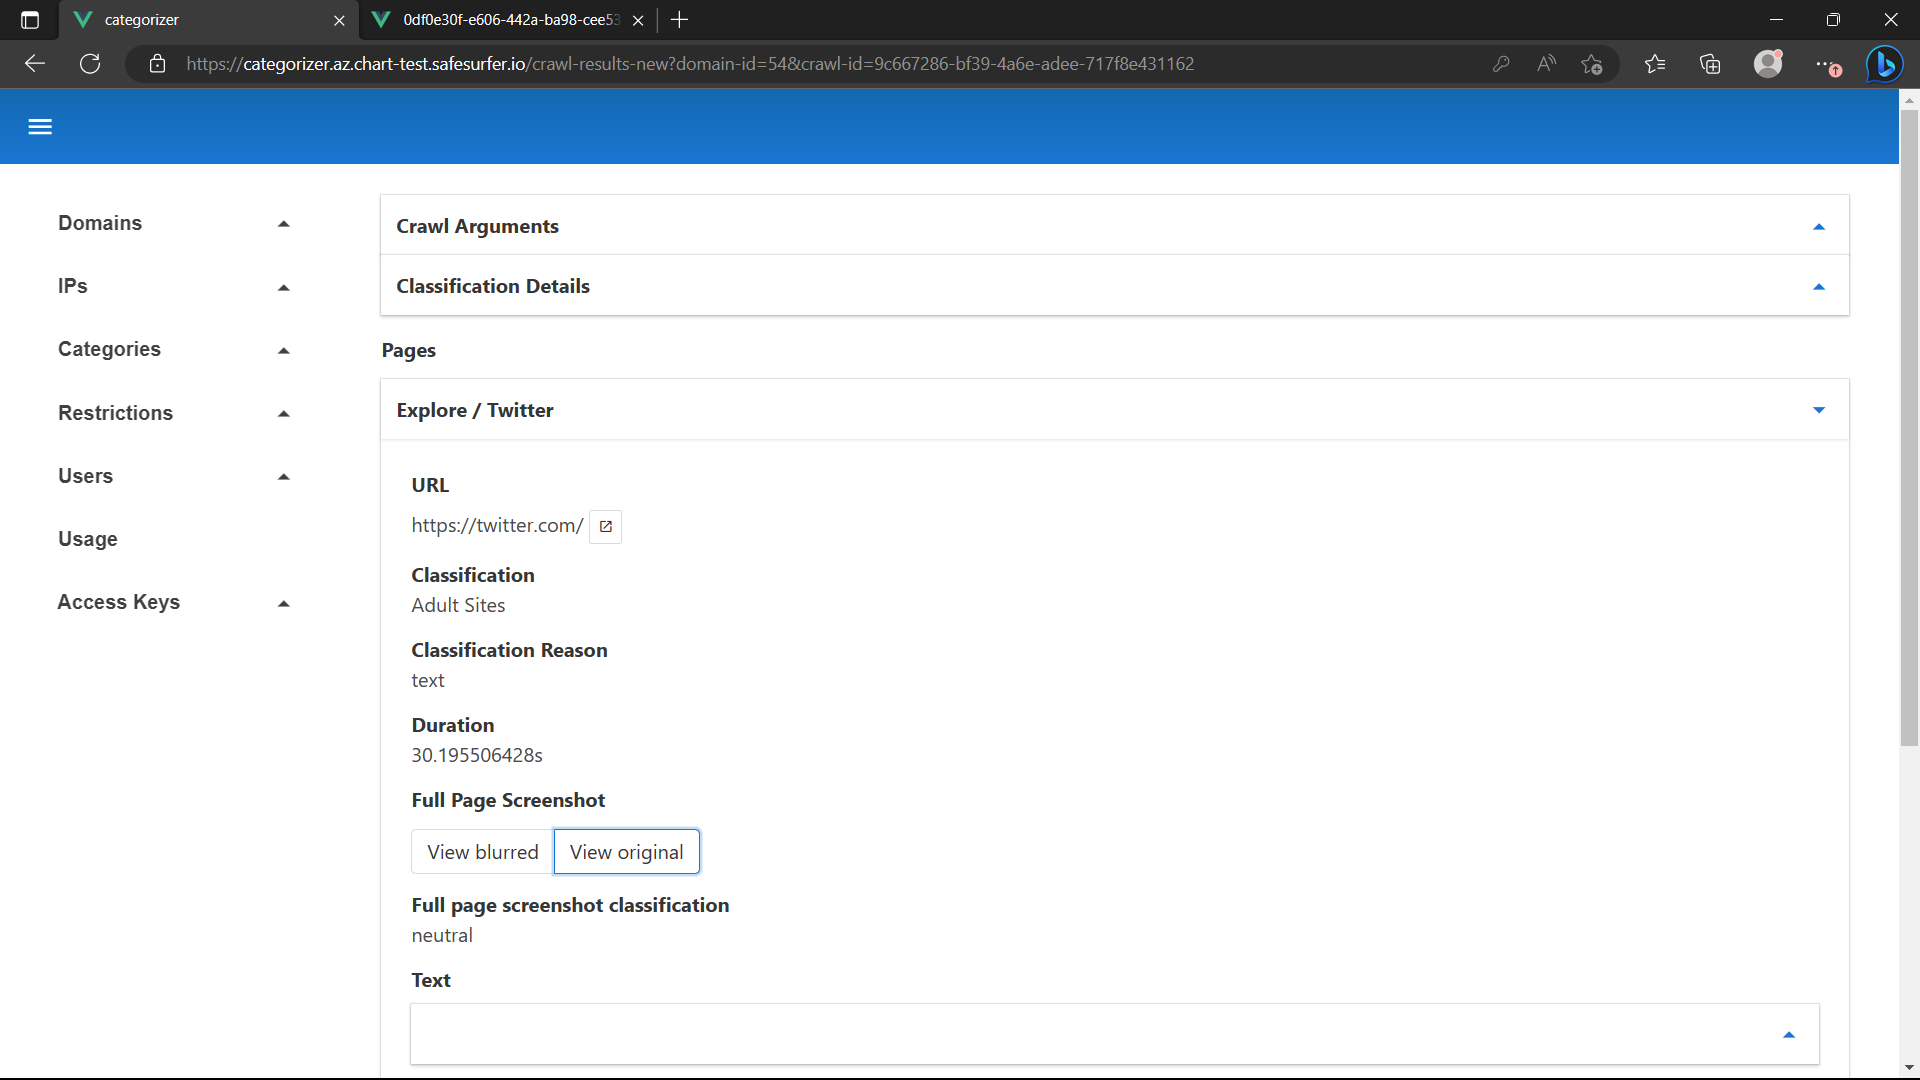 categorizer
0df0e30f-e606-442a-ba98-cee53
https://categorizer.az.chart-test.safesurfer.io/crawl-results-new?domain-id=54&crawl-id=9c667286-bf39-4a6e-adee-717f8e431162
Domains
IPs
Categories
Restrictions
Users
Usage
Access Keys
Crawl Arguments
Classification Details
Pages
Explore / Twitter
URL
https://twitter.com/
Classification
Adult Sites
Classification Reason
text
Duration
30.195506428s
Full Page Screenshot
View blurred
View original
Full page screenshot classification
neutral
Text